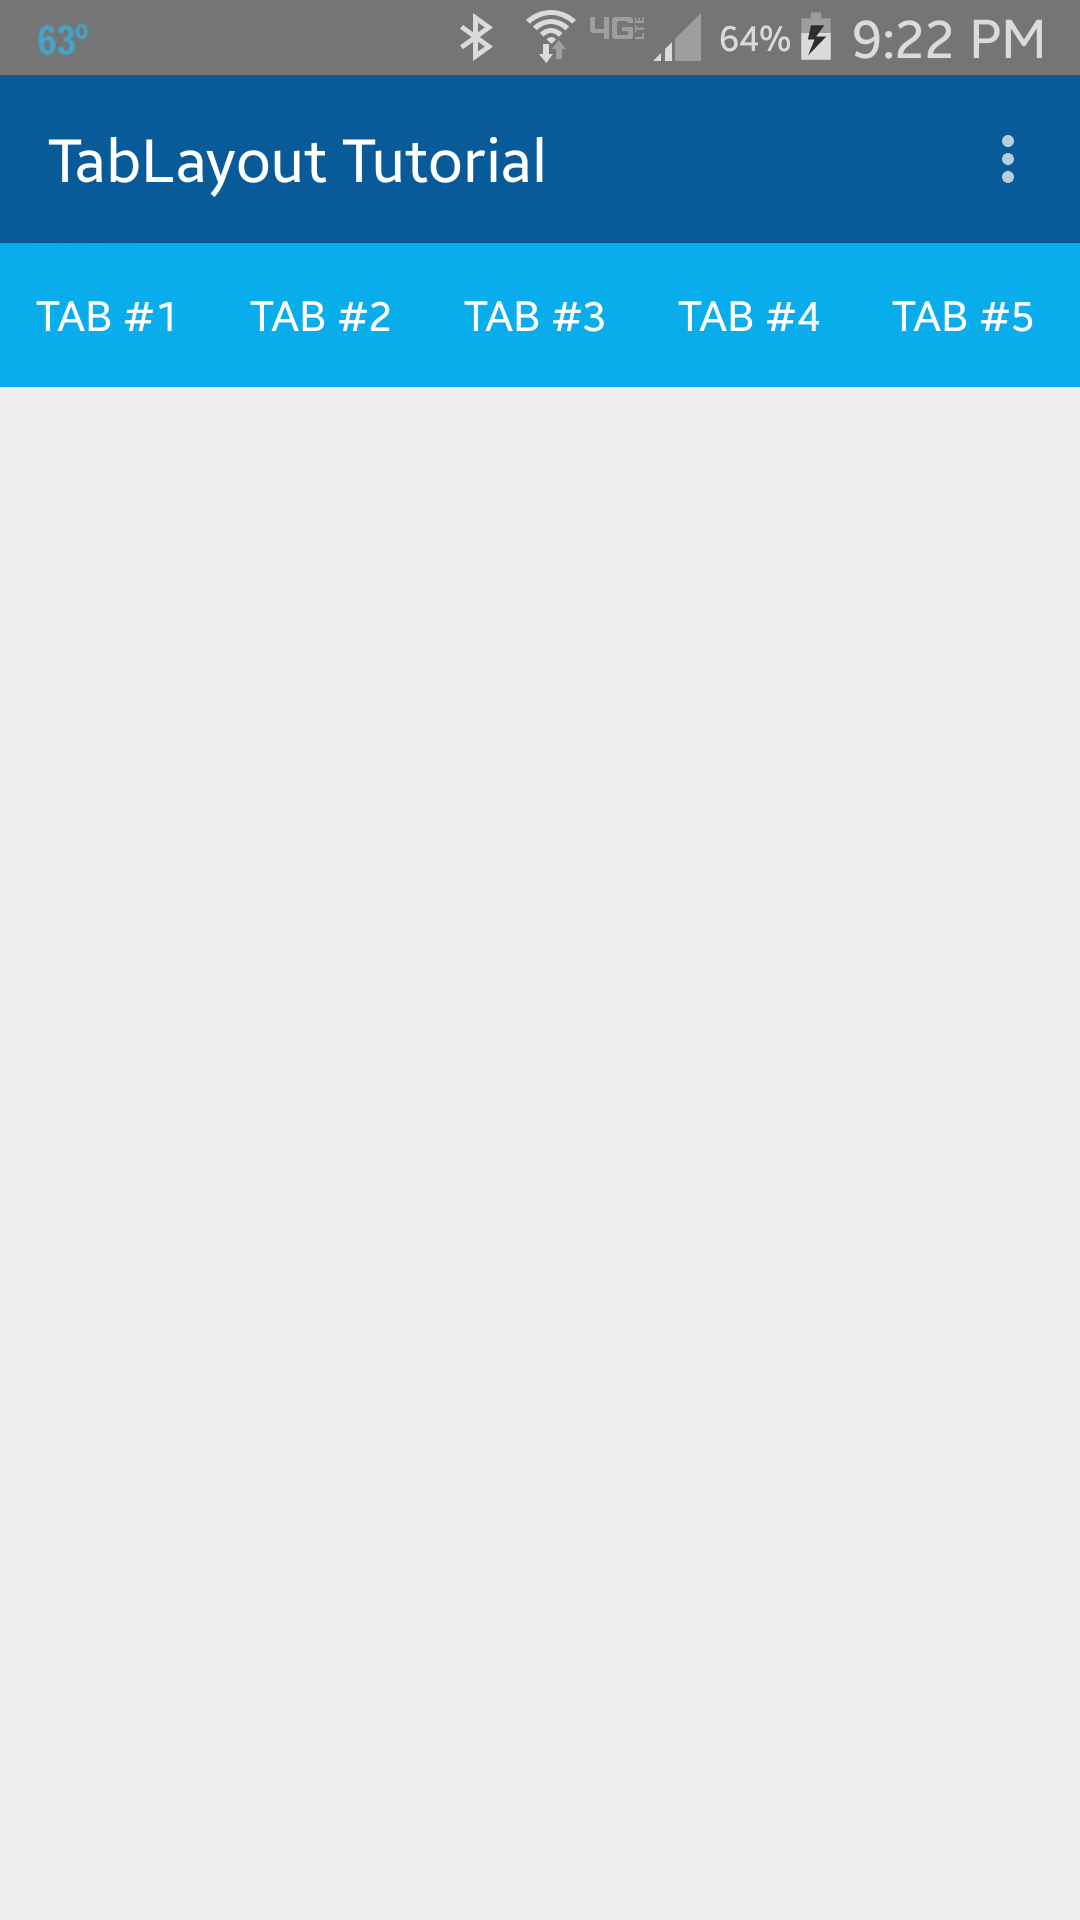 63° 4G LTE 64% 9:22 PM
TabLayout Tutorial
TAB #1 TAB #2 TAB #3 TAB #4 TAB #5